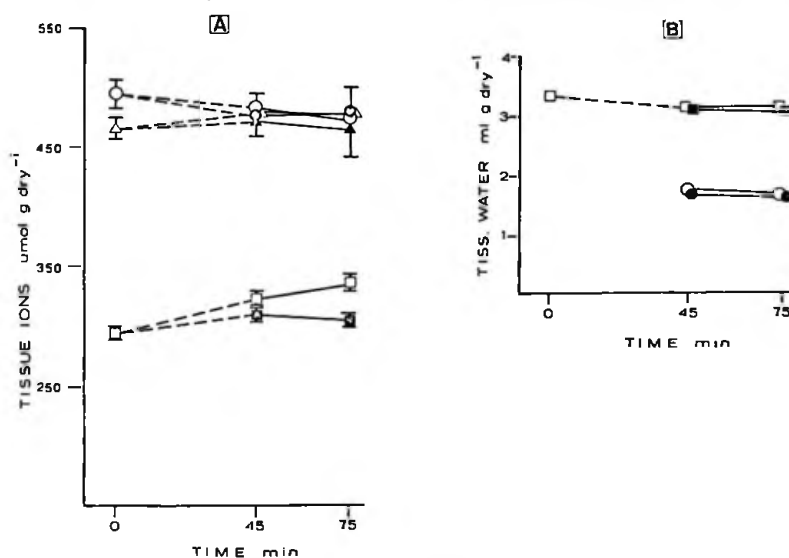 A
550
450
350
250
TISSUE IONS umol g dry⁻¹
0 45 75
TIME min
B
4
3
2
1
TISS. WATER ml g dry⁻¹
0 45 75
TIME min